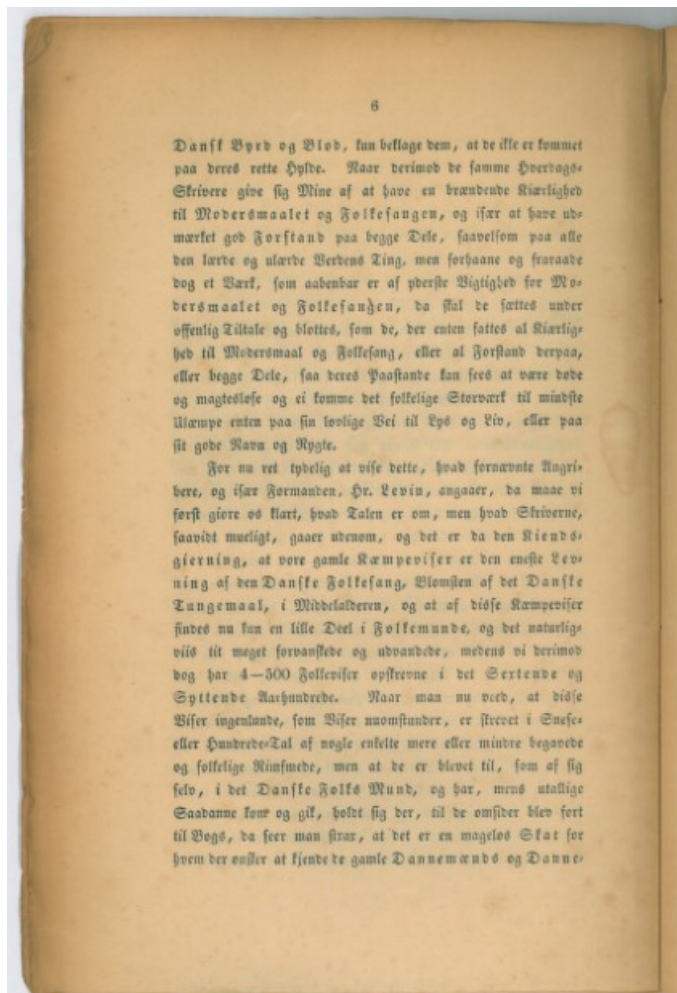 6
Dansk Byrd og Blod, kun beklage dem, at de ikke er kommet
paa deres rette Hylde. Naar derimod de samme Hverdags-
Skrivere give sig Mine af at have en brændende Kiærlighed
til Modersmaalet og Folkesangen, og især at have ud-
mærket god Forstand paa begge Dele, saavelsom paa alle
den lærde og ulærde Verdens Ting, men forhaane og fraraade
dog et Værk, som aabenbar er af yderste Vigtighed for Mo-
dersmaalet og Folkesangen, da skal de sættes under
offenlig Tiltale og blottes, som de, der enten fattes al Kiærlig-
hed til Modersmaal og Folkesang, eller al Forstand derpaa,
eller begge Dele, saa deres Paastande kan sees at være døde
og magtesløse og ei komme det folkelige Storværk til mindste
Ulæmpe enten paa sin lovlige Vei til Lys og Liv, eller paa
sit gode Navn og Rygte.
For nu ret tydelig at vise dette, hvad fornævnte Angri-
bere, og især Formanden, Hr. Levin, angaaer, da maae vi
først giøre os klart, hvad Talen er om, men hvad Skriverne,
saavidt mueligt, gaaer udenom, og det er da den Kiends-
gierning, at vore gamle Kæmpeviser er den eneste Lev-
ning af den Danske Folkesang, Blomsten af det Danske
Tungemaal, i Middelalderen, og at af disse Kæmpeviser
findes nu kun en lille Deel i Folkemunde, og det naturlig-
viis tit meget forvanskede og udvandede, medens vi derimod
dog har 4—500 Folkeviser opskrevne i det Sextende og
Syttende Aarhundrede. Naar man nu veed, at disse
Viser ingenlunde, som Viser nuomstunder, er skrevet i Snese-
eller Hundrede-Tal af nogle enkelte mere eller mindre begavede
og folkelige Rimsmede, men at de er blevet til, som af sig
selv, i det Danske Folks Mund, og har, mens utallige
Saadanne kom og gik, holdt sig der, til de omsider blev ført
til Bogs, da seer man strax, at det er en mageløs Skat for
hvem der ønsker at kjende de gamle Dannemænds og Danne-